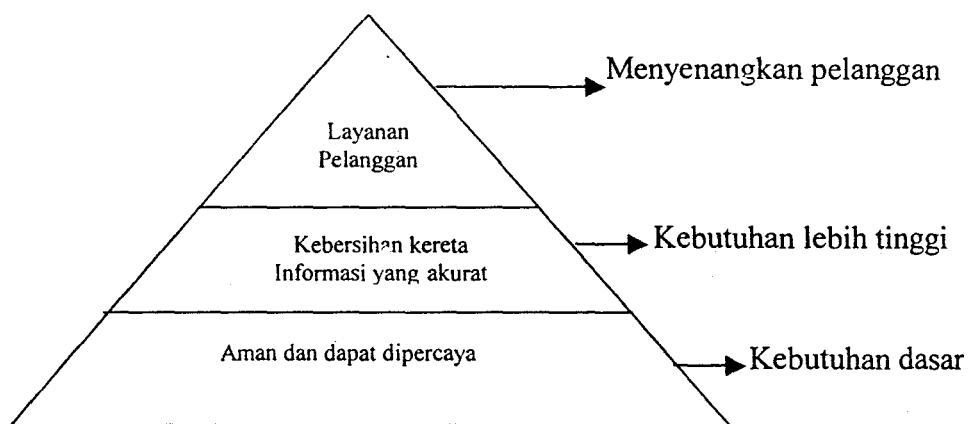 Menyenangkan pelanggan
Layanan
Pelanggan
Kebersihan kereta
Informasi yang akurat
Kebutuhan lebih tinggi
Aman dan dapat dipercaya
Kebutuhan dasar